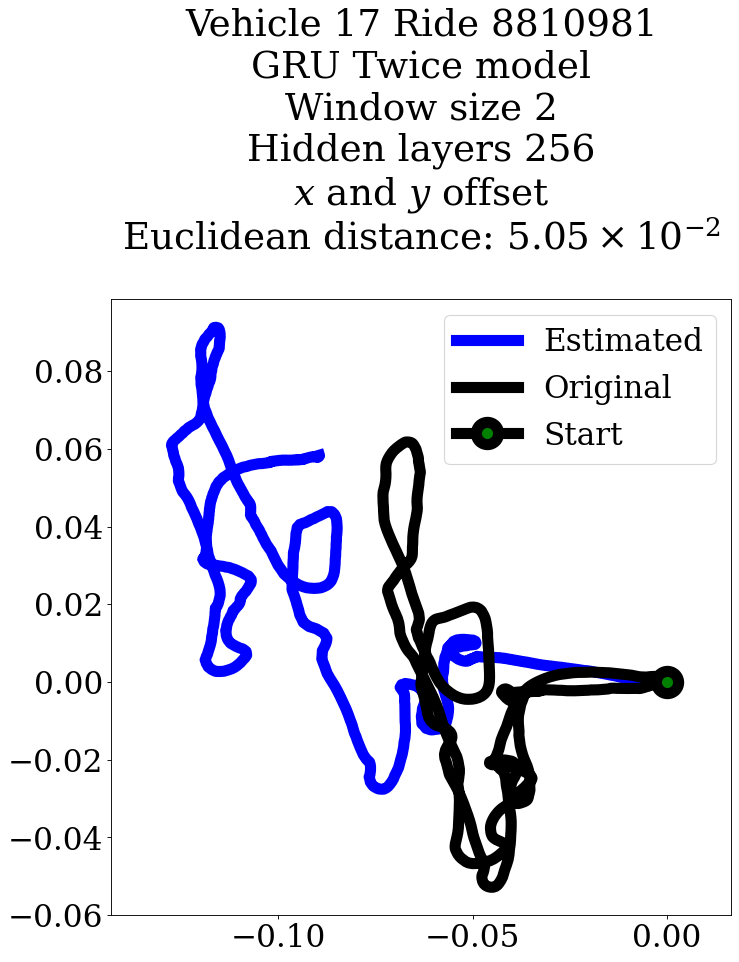 Vehicle 17 Ride 8810981
GRU Twice model
Window size 2
Hidden layers 256
x and y offset
Euclidean distance: 5.05 × 10⁻²
Estimated
Original
Start
0.08
0.06
0.04
0.02
0.00
−0.02
−0.04
−0.06
−0.10 −0.05 0.00